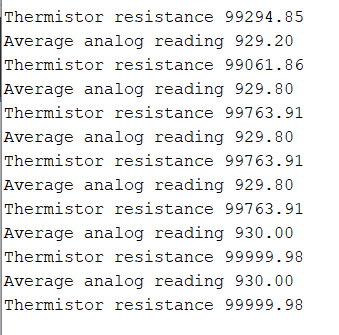 Thermistor resistance 99294.85
Average analog reading 929.20
Thermistor resistance 99061.86
Average analog reading 929.80
Thermistor resistance 99763.91
Average analog reading 929.80
Thermistor resistance 99763.91
Average analog reading 929.80
Thermistor resistance 99763.91
Average analog reading 930.00
Thermistor resistance 99999.98
Average analog reading 930.00
Thermistor resistance 99999.98